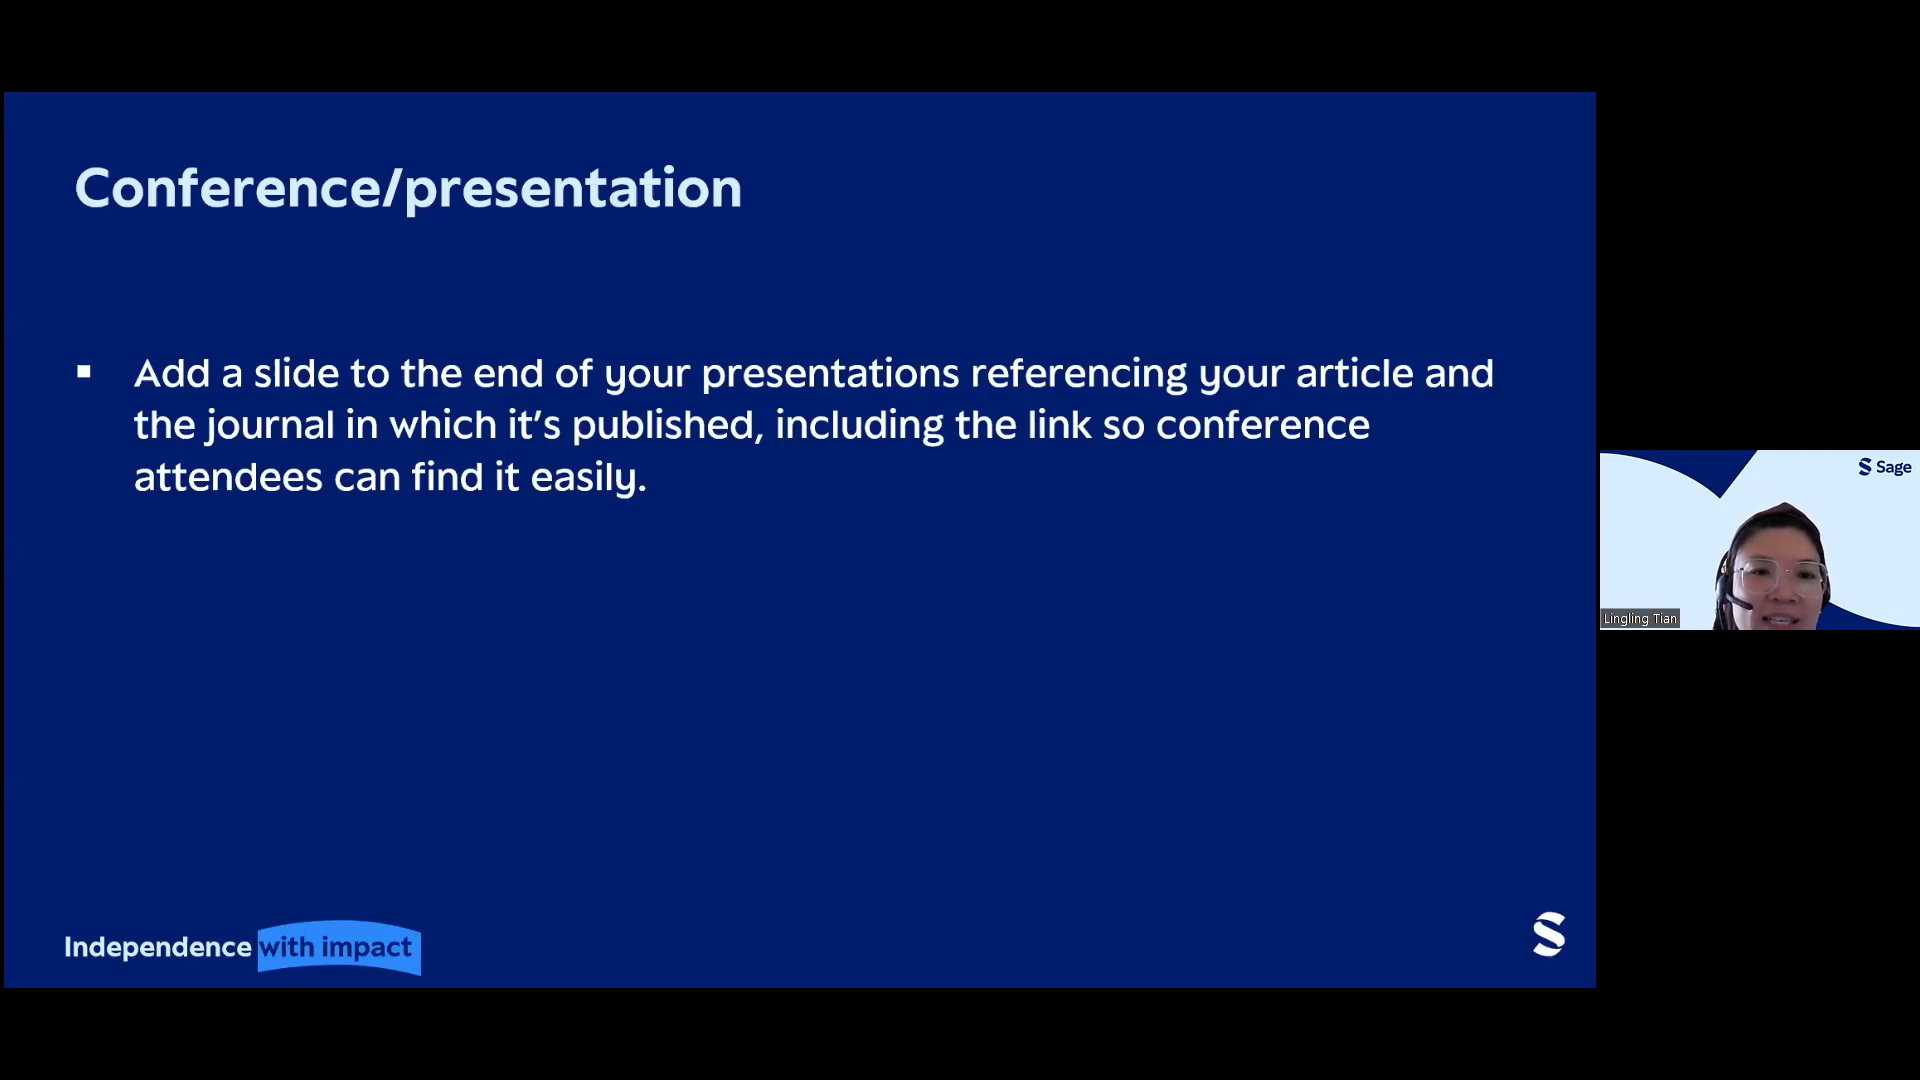 Conference/presentation
▪ Add a slide to the end of your presentations referencing your article and
the journal in which it’s published, including the link so conference
attendees can find it easily.
Sage
Lingling Tian
Independence with impact